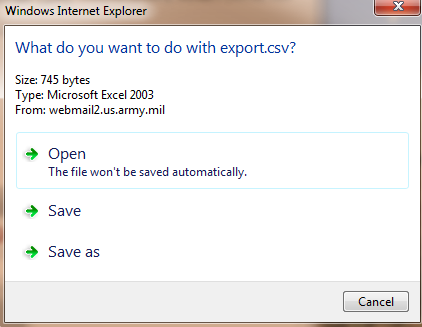 Windows Internet Explorer
What do you want to do with export.csv?
Size: 745 bytes
Type: Microsoft Excel 2003
From: webmail2.us.army.mil
Open
The file won't be saved automatically.
Save
Save as
Cancel